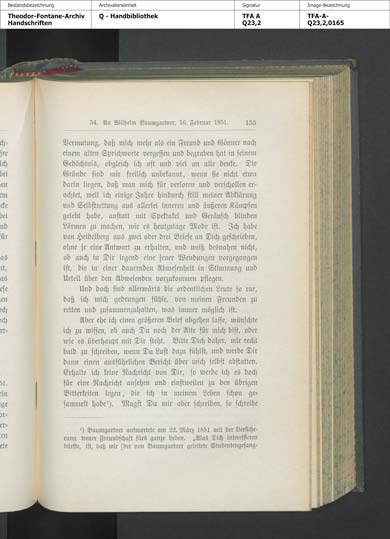 Bestandsbezeichnung
Archivalieneinheit
Signatur
Image-Bezeichnung
Theodor-Fontane-Archiv
Handschriften
Q - Handbibliothek
TFA A
Q23,2
TFA-A-
Q23,2,0165
54. An Wilhelm Baumgartner, 16. Februar 1851. 153
Vermutung, daß mich mehr als ein Freund und Gönner nach
einem alten Sprichworte vergessen und begraben hat in seinem
Gedächtnis, obgleich ich oft und viel an alle denke. Die
Gründe sind mir freilich unbekannt, wenn sie nicht etwa
darin liegen, daß man mich für verloren und verschollen er-
achtet, weil ich einige Jahre hindurch still meiner Abklärung
und Selbstrettung aus allerlei inneren und äußeren Kämpfen
gelebt habe, anstatt mit Spektakel und Geräusch blinden
Lärmen zu machen, wie es heutzutage Mode ist. Ich habe
von Heidelberg aus zwei oder drei Briefe an Dich geschrieben,
ohne je eine Antwort zu erhalten, und weiß beinahe nicht,
ob auch in Dir irgend eine jener Wendungen vorgegangen
ist, die in einer dauernden Abwesenheit in Stimmung und
Urteil über den Abwesenden vorzukommen pflegen.
Und doch sind allerwärts die ordentlichen Leute so rar,
daß ich mich gedrungen fühle, von meinen Freunden zu
retten und zusammenzuhalten, was immer möglich ist.
Aber ehe ich einen größeren Brief abgehen lasse, wünschte
ich zu wissen, ob auch Du noch der Alte für mich bist, oder
wie es überhaupt mit Dir steht. Bitte Dich daher, mir recht
bald zu schreiben, wenn Du Lust dazu fühlst, und werde Dir
dann einen ausführlichen Bericht über mich selbst abstatten.
Erhalte ich keine Nachricht von Dir, so werde ich es doch
für eine Nachricht ansehen und einstweilen zu den übrigen
Bitterkeiten legen, die ich in meinem Leben schon ge-
sammelt habe¹). Magst Du mir aber schreiben, so schreibe
¹) Baumgartner antwortete am 22. März 1851 mit der Versiche-
rung treuer Freundschaft fürs ganze Leben. „Was Dich interessieren
dürfte, ist, daß wir (der von Baumgartner geleitete Studentengesang-